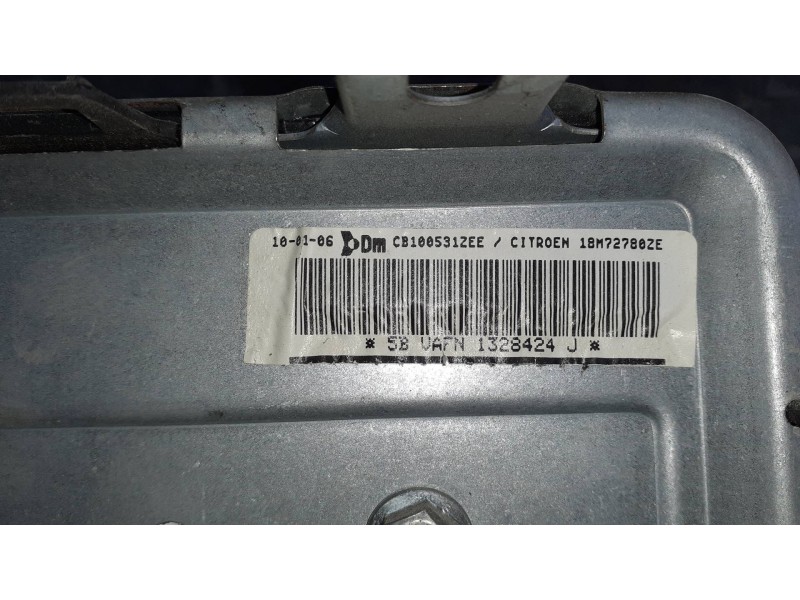 10-01-06 Dm CB100531ZEE / CITROEN 18M72780ZE
* 5B VAFN 1328424 J *